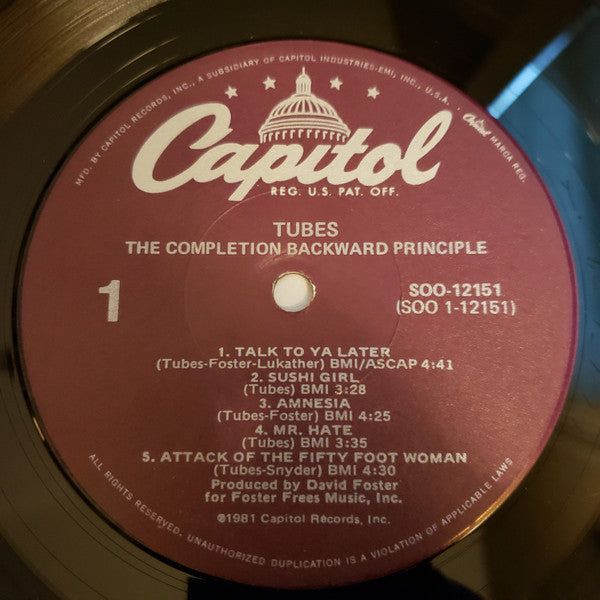 MFD. BY CAPITOL RECORDS, INC., A SUBSIDIARY OF CAPITOL INDUSTRIES-EMI, INC., U.S.A.
Capitol MARCA REG.
Capitol
REG. U.S. PAT. OFF.
TUBES
THE COMPLETION BACKWARD PRINCIPLE
1
SOO-12151
(SOO 1-12151)
1. TALK TO YA LATER
(Tubes-Foster-Lukather) BMI/ASCAP 4:41
2. SUSHI GIRL
(Tubes) BMI 3:28
3. AMNESIA
(Tubes-Foster) BMI 4:25
4. MR. HATE
(Tubes) BMI 3:35
5. ATTACK OF THE FIFTY FOOT WOMAN
(Tubes-Snyder) BMI 4:30
Produced by David Foster
for Foster Frees Music, Inc.
℗1981 Capitol Records, Inc.
ALL RIGHTS RESERVED. UNAUTHORIZED DUPLICATION IS A VIOLATION OF APPLICABLE LAWS